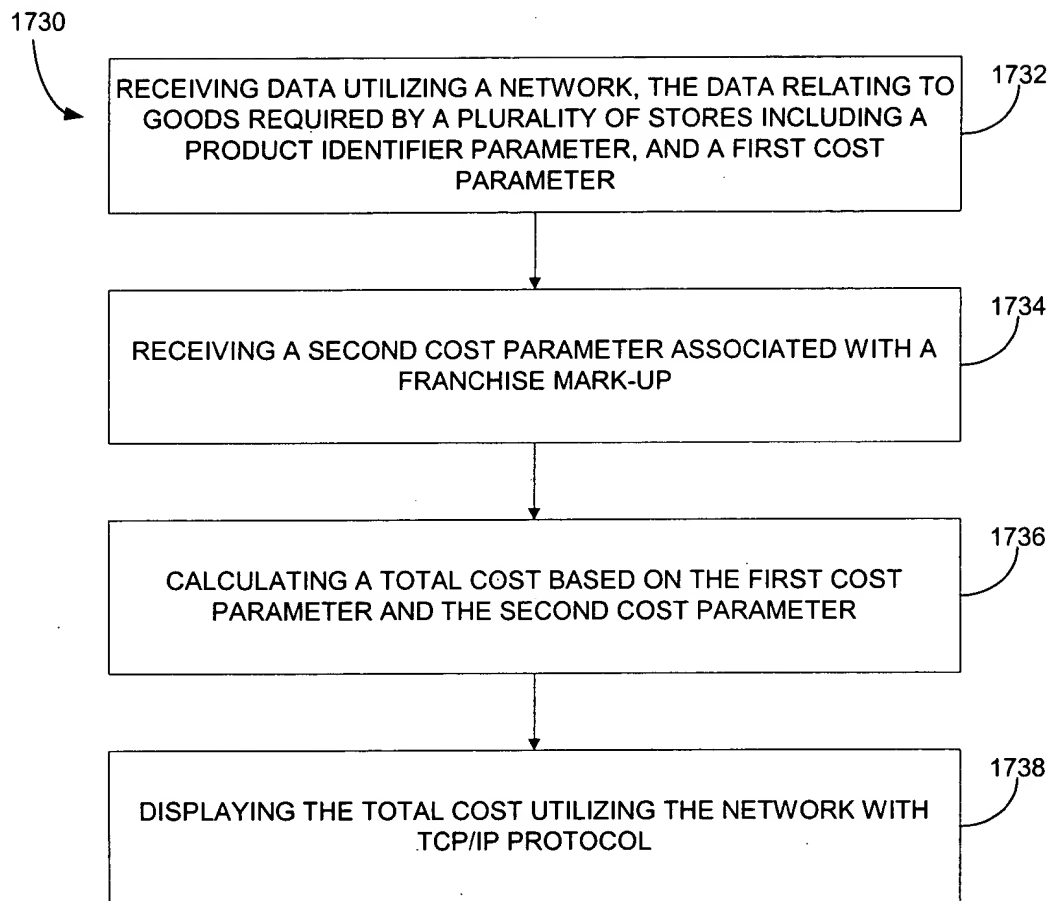 1730
1732
RECEIVING DATA UTILIZING A NETWORK, THE DATA RELATING TO
GOODS REQUIRED BY A PLURALITY OF STORES INCLUDING A
PRODUCT IDENTIFIER PARAMETER, AND A FIRST COST
PARAMETER
1734
RECEIVING A SECOND COST PARAMETER ASSOCIATED WITH A
FRANCHISE MARK-UP
1736
CALCULATING A TOTAL COST BASED ON THE FIRST COST
PARAMETER AND THE SECOND COST PARAMETER
1738
DISPLAYING THE TOTAL COST UTILIZING THE NETWORK WITH
TCP/IP PROTOCOL